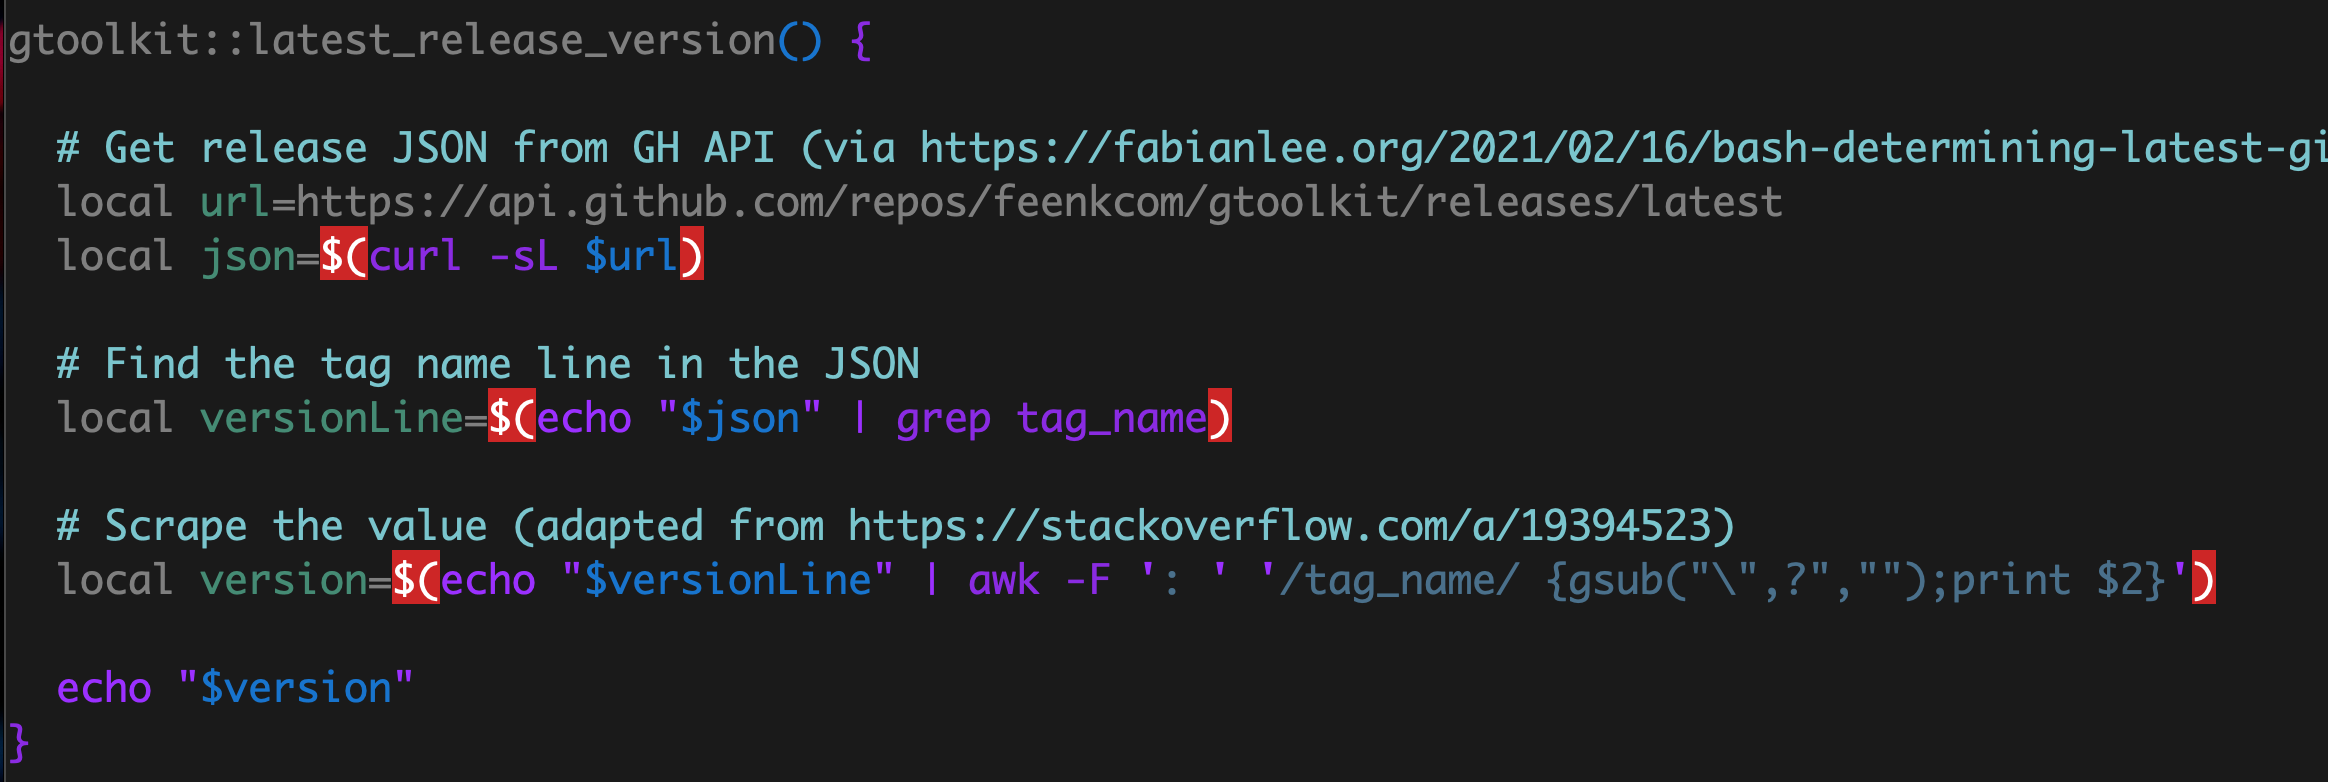 gtoolkit::latest_release_version() {
# Get release JSON from GH API (via https://fabianlee.org/2021/02/16/bash-determining-latest-gi
local url=https://api.github.com/repos/feenkcom/gtoolkit/releases/latest
local json=$(curl -sL $url)
# Find the tag name line in the JSON
local versionLine=$(echo "$json" | grep tag_name)
# Scrape the value (adapted from https://stackoverflow.com/a/19394523)
local version=$(echo "$versionLine" | awk -F ': ' '/tag_name/ {gsub("\",?","");print $2}')
echo "$version"
}